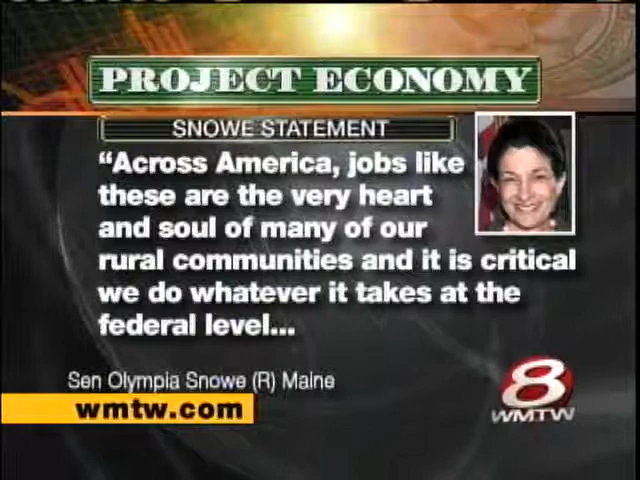 PROJECT ECONOMY
SNOWE STATEMENT
“Across America, jobs like
these are the very heart
and soul of many of our
rural communities and it is critical
we do whatever it takes at the
federal level...
Sen Olympia Snowe (R) Maine
wmtw.com
8
WMTW